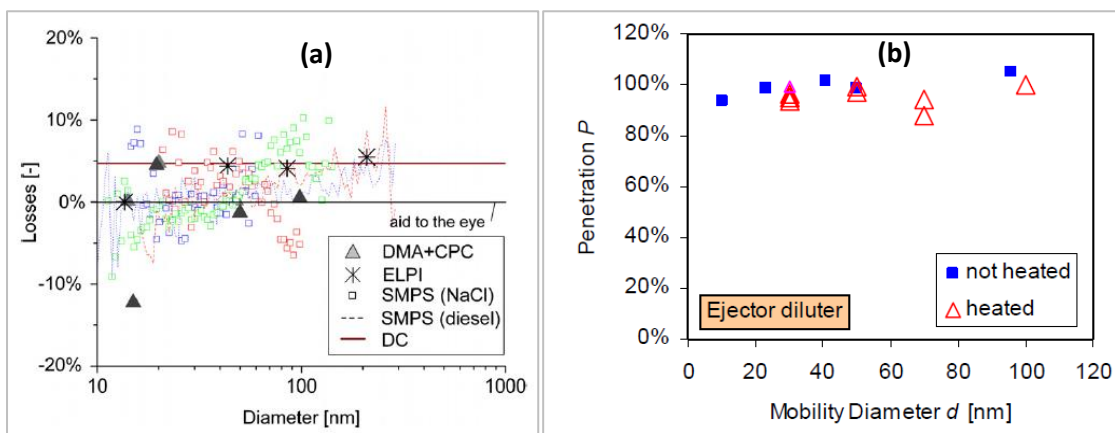 (a)
20%
10%
0%
-10%
-20%
Losses [-]
aid to the eye
DMA+CPC
ELPI
SMPS (NaCl)
SMPS (diesel)
DC
10
100
1000
Diameter [nm]
(b)
120%
100%
80%
60%
40%
20%
0%
Penetration P
not heated
heated
Ejector diluter
0
20
40
60
80
100
120
Mobility Diameter d [nm]